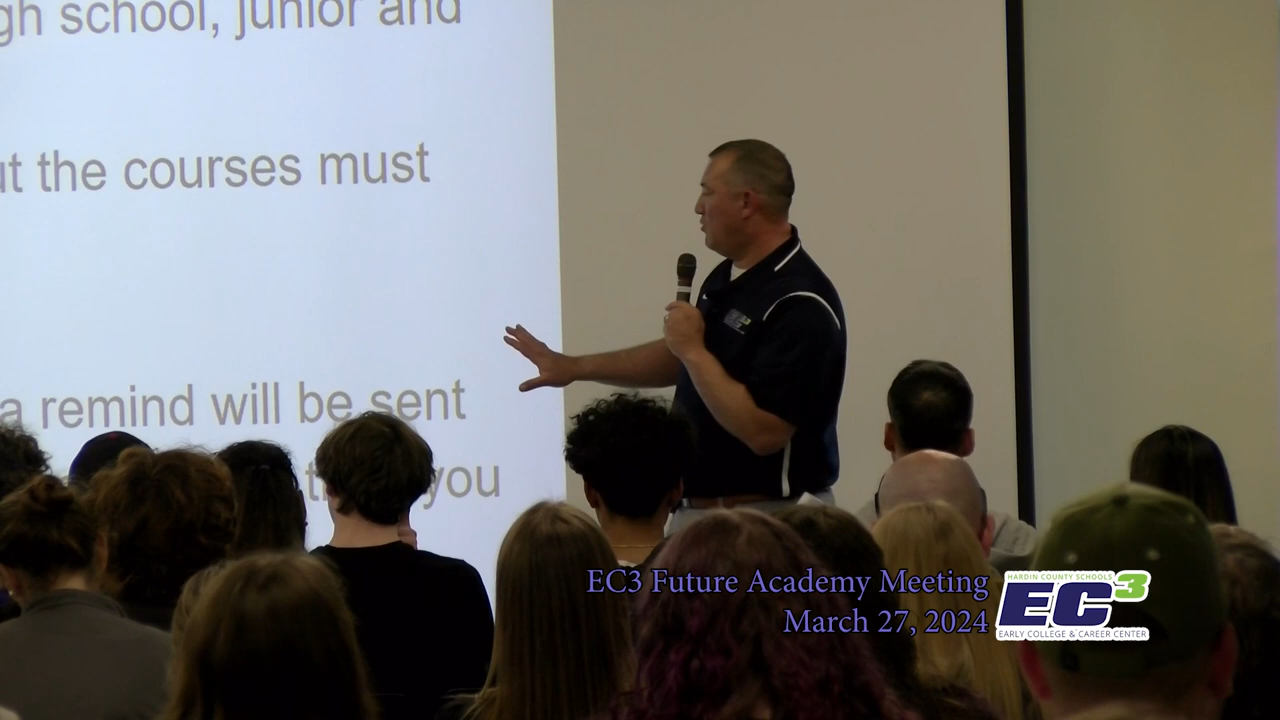 gh school, junior and
ut the courses must
a remind will be sent
you
EC3 Future Academy Meeting
March 27, 2024
HARDIN COUNTY SCHOOLS
EC3
EARLY COLLEGE & CAREER CENTER